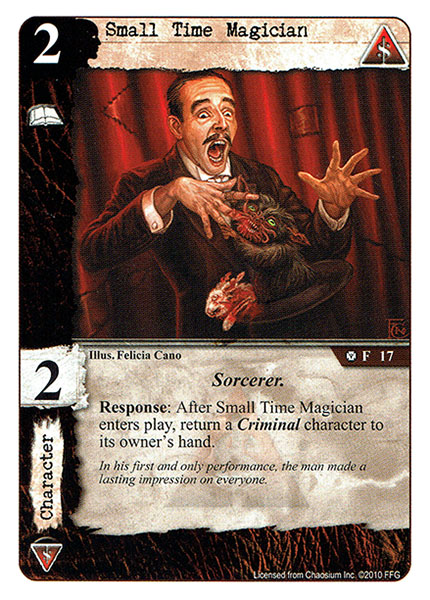 2
Small Time Magician
Illus. Felicia Cano
F 17
2
Character
Sorcerer.
Response: After Small Time Magician
enters play, return a Criminal character to
its owner's hand.
In his first and only performance, the man made a
lasting impression on everyone.
Licensed from Chaosium Inc. ©2010 FFG